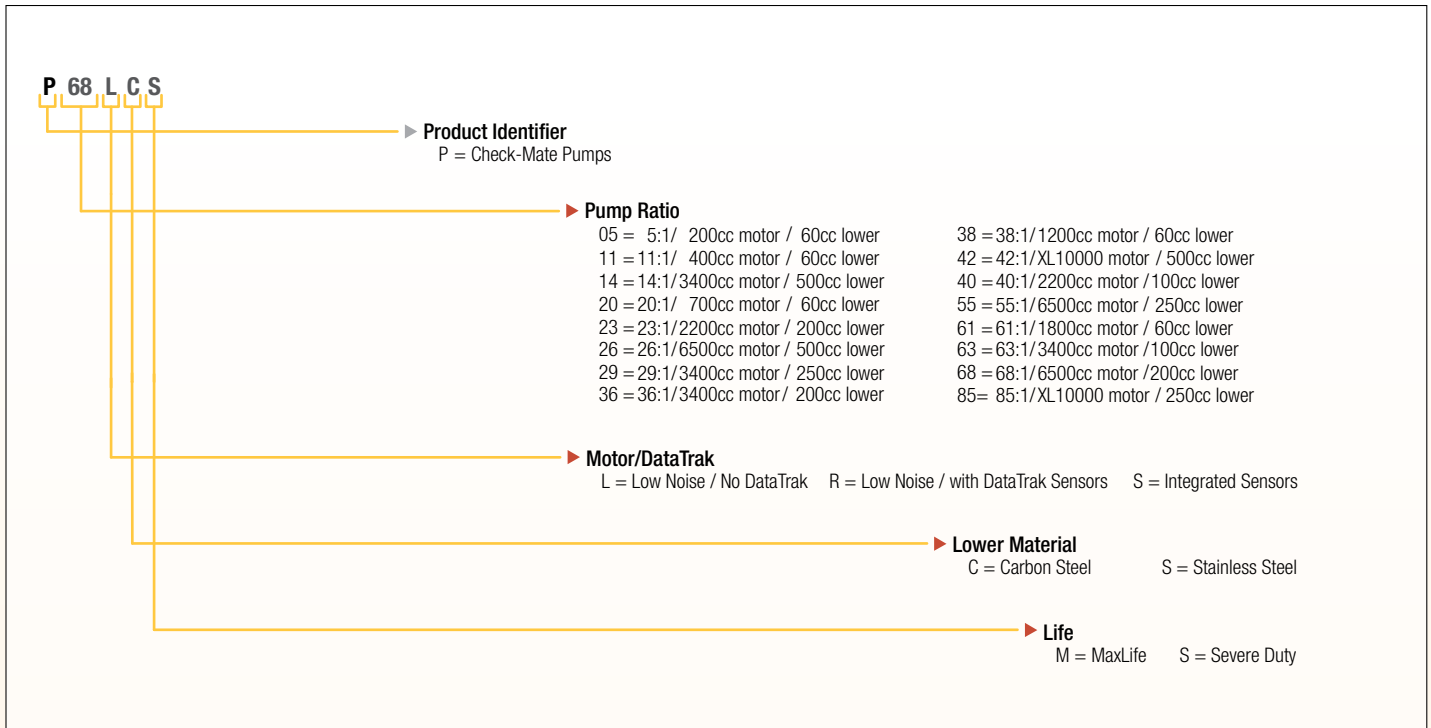 P 68 L C S
Product Identifier
P = Check-Mate Pumps
Pump Ratio
05 = 5:1/ 200cc motor / 60cc lower
11 = 11:1/ 400cc motor / 60cc lower
14 = 14:1/3400cc motor / 500cc lower
20 = 20:1/ 700cc motor / 60cc lower
23 = 23:1/2200cc motor / 200cc lower
26 = 26:1/6500cc motor / 500cc lower
29 = 29:1/3400cc motor / 250cc lower
36 = 36:1/3400cc motor / 200cc lower
38 = 38:1/1200cc motor / 60cc lower
42 = 42:1/XL10000 motor / 500cc lower
40 = 40:1/2200cc motor /100cc lower
55 = 55:1/6500cc motor / 250cc lower
61 = 61:1/1800cc motor / 60cc lower
63 = 63:1/3400cc motor /100cc lower
68 = 68:1/6500cc motor /200cc lower
85= 85:1/XL10000 motor / 250cc lower
Motor/DataTrak
L = Low Noise / No DataTrak R = Low Noise / with DataTrak Sensors S = Integrated Sensors
Lower Material
C = Carbon Steel S = Stainless Steel
Life
M = MaxLife S = Severe Duty